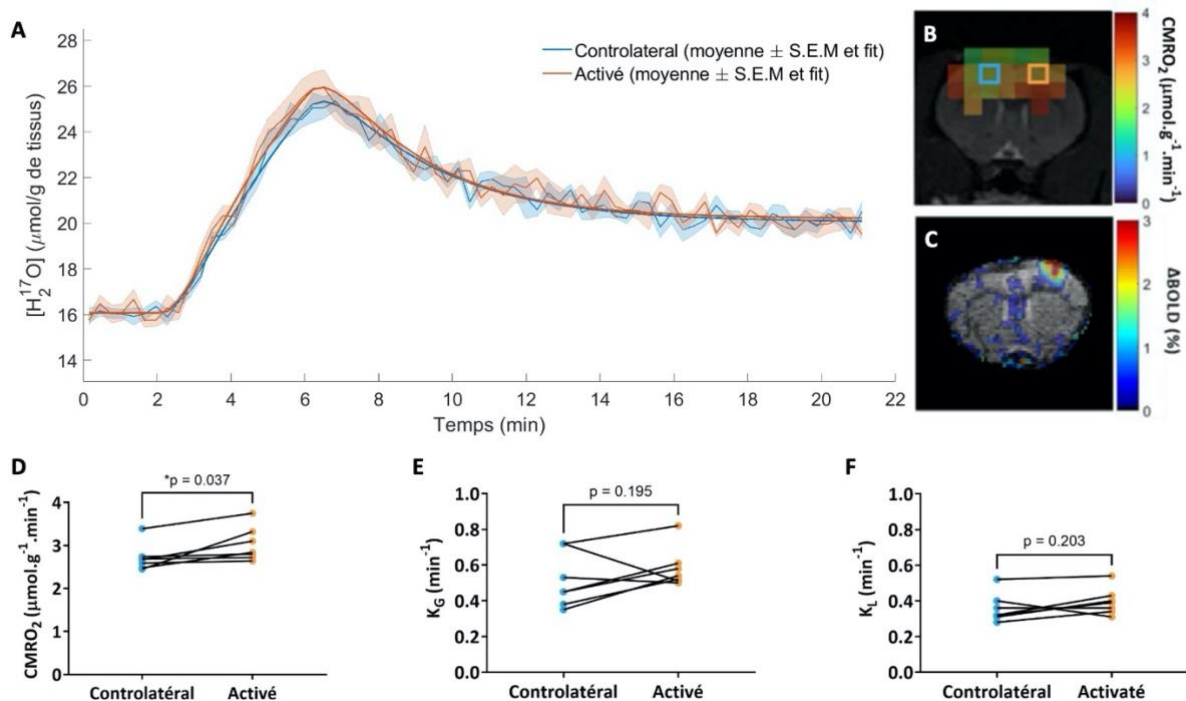 A
28
26
24
22
20
18
16
14
[H₂¹⁷O] (μmol/g de tissus)
0 2 4 6 8 10 12 14 16 18 20 22
Temps (min)
Controlateral (moyenne ± S.E.M et fit)
Activé (moyenne ± S.E.M et fit)
B
4
3
2
1
0
CMRO₂ (μmol.g⁻¹.min⁻¹)
C
3
2
1
0
ΔBOLD (%)
D
*p = 0.037
4
3
2
1
0
CMRO₂ (μmol.g⁻¹.min⁻¹)
Controlatéral Activé
E
p = 0.195
1.0
0.8
0.6
0.4
0.2
0.0
K_G (min⁻¹)
Controlatéral Activé
F
p = 0.203
1.0
0.8
0.6
0.4
0.2
0.0
K_L (min⁻¹)
Controlatéral Activaté